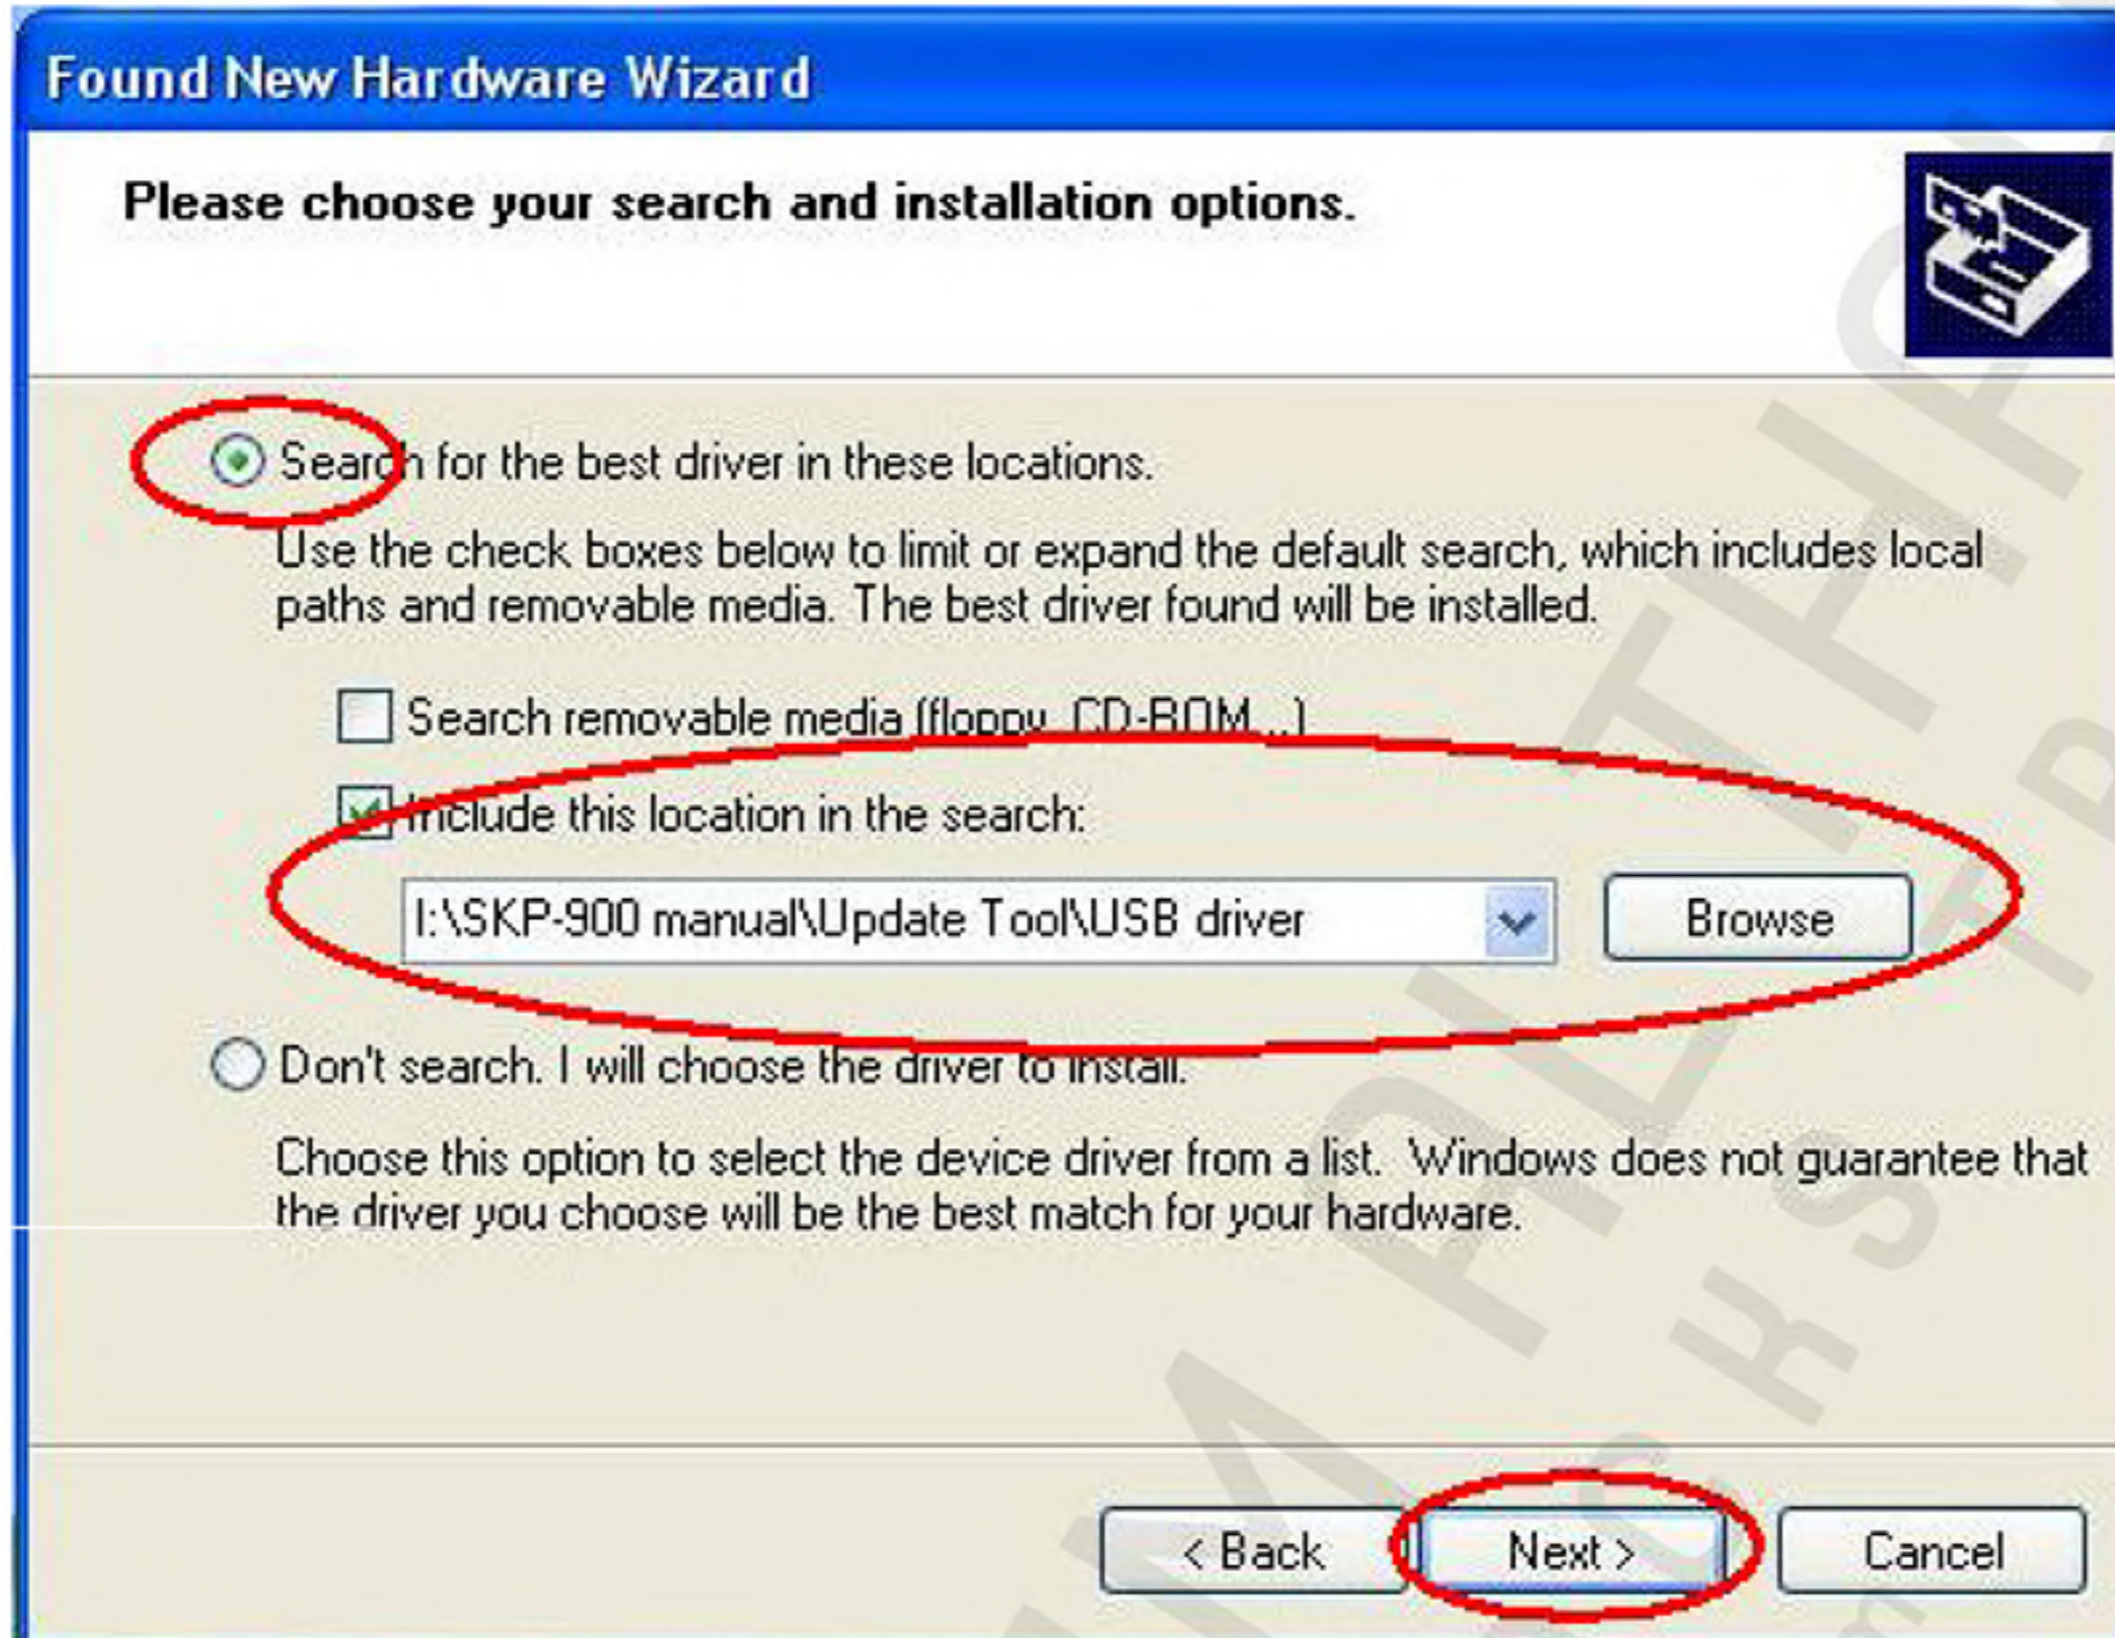 Found New Hardware Wizard
Please choose your search and installation options.
Search for the best driver in these locations.
Use the check boxes below to limit or expand the default search, which includes local
paths and removable media. The best driver found will be installed.
Search removable media (floppy, CD-ROM...)
Include this location in the search:
I:\SKP-900 manual\Update Tool\USB driver
Browse
Don't search. I will choose the driver to install.
Choose this option to select the device driver from a list.  Windows does not guarantee that
the driver you choose will be the best match for your hardware.
< Back
Next >
Cancel